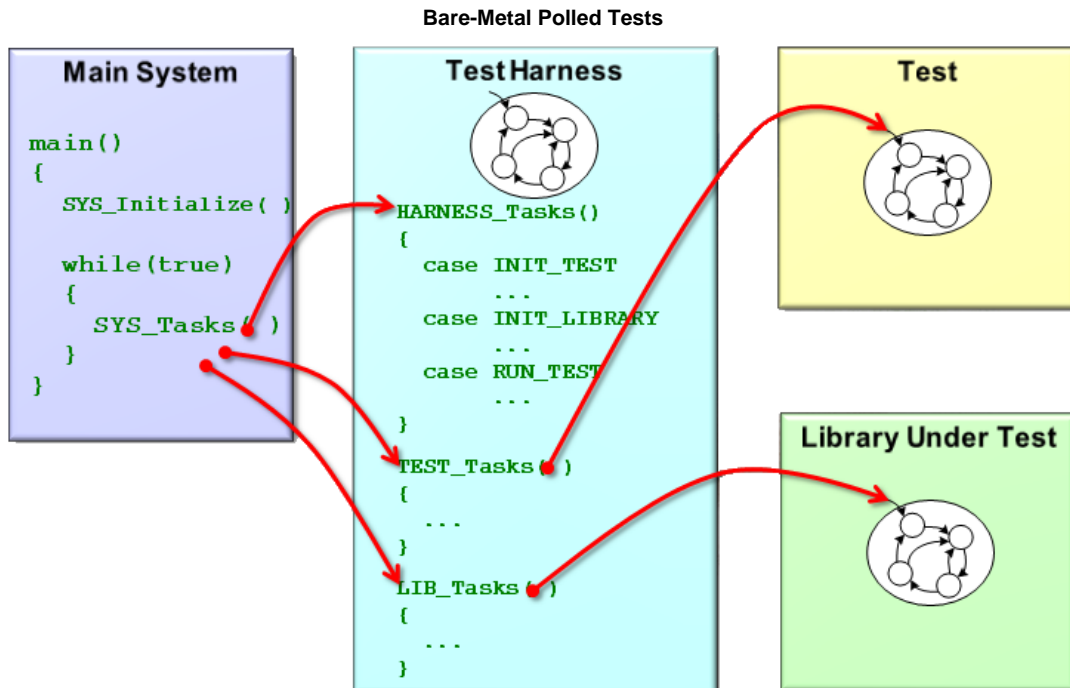 Bare-Metal Polled Tests
Main System
main()
{
SYS_Initialize( )
while(true)
{
SYS_Tasks( )
}
}
Test Harness
HARNESS_Tasks()
{
case INIT_TEST
...
case INIT_LIBRARY
...
case RUN_TEST
...
}
TEST_Tasks( )
{
...
}
LIB_Tasks( )
{
...
}
Test
Library Under Test